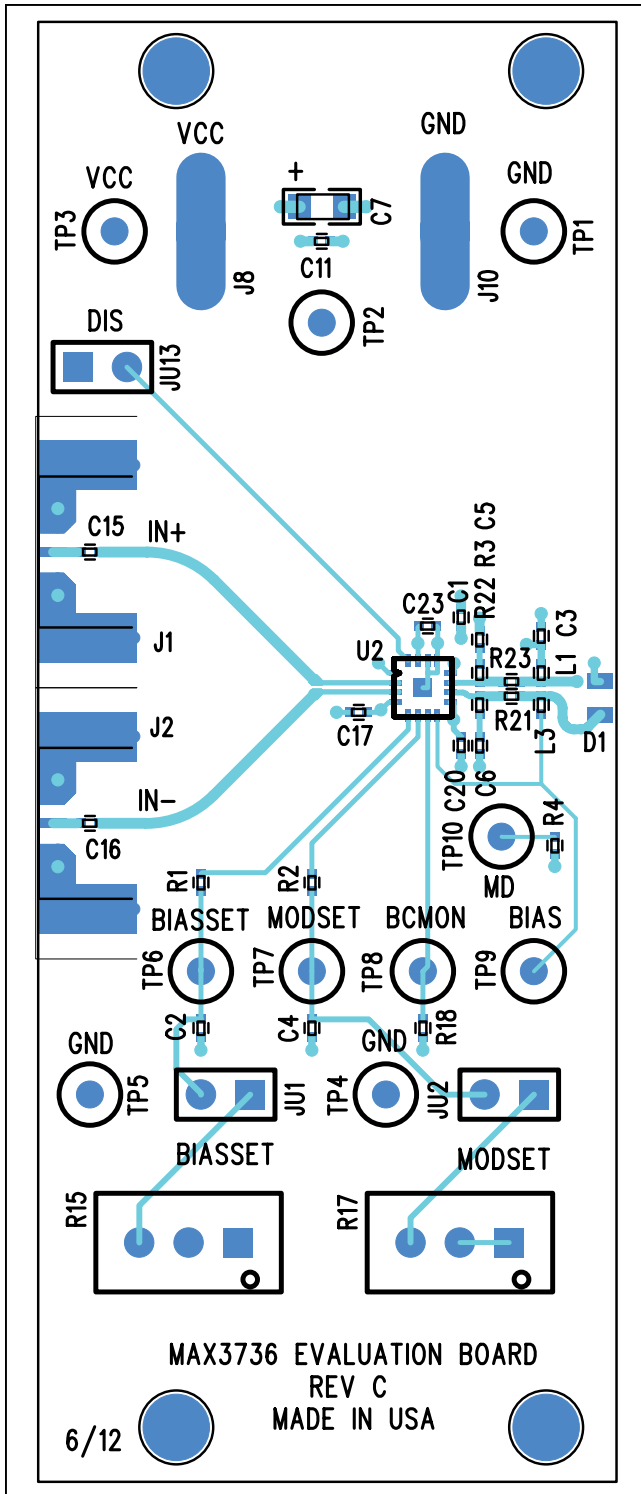 VCC
GND
+
VCC
GND
TP3
C7
TP1
C11
J8
J10
TP2
DIS
JU13
C15
IN+
C5
R3
C1
R22
C23
C3
J1
U2
R23
L1
J2
C17
R21
L3
D1
IN-
C20
C6
C16
TP10
R4
R1
R2
MD
BIASSET
MODSET
BCMON
BIAS
TP6
TP7
TP8
TP9
C2
C4
R18
GND
GND
TP5
JU1
TP4
JU2
BIASSET
MODSET
R15
R17
MAX3736 EVALUATION BOARD
REV C
MADE IN USA
6/12